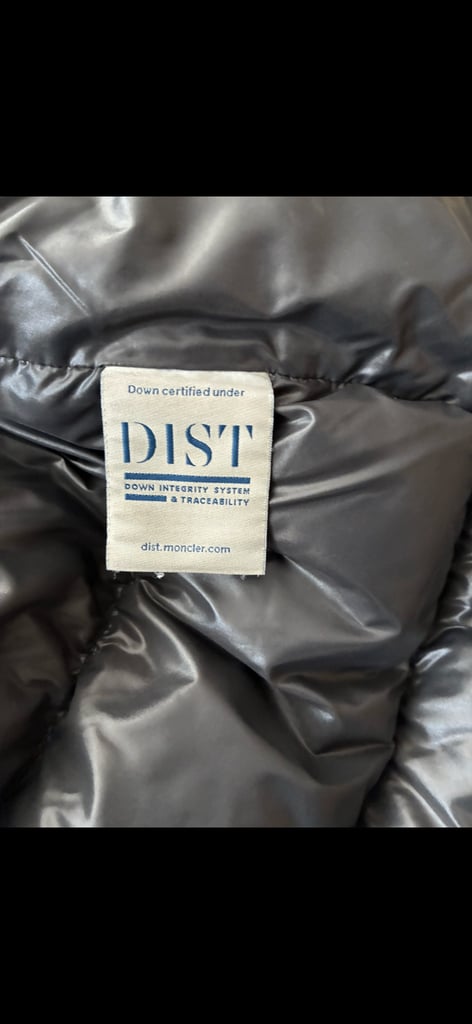 Down certified under
DIST
DOWN INTEGRITY SYSTEM
& TRACEABILITY
dist.moncler.com